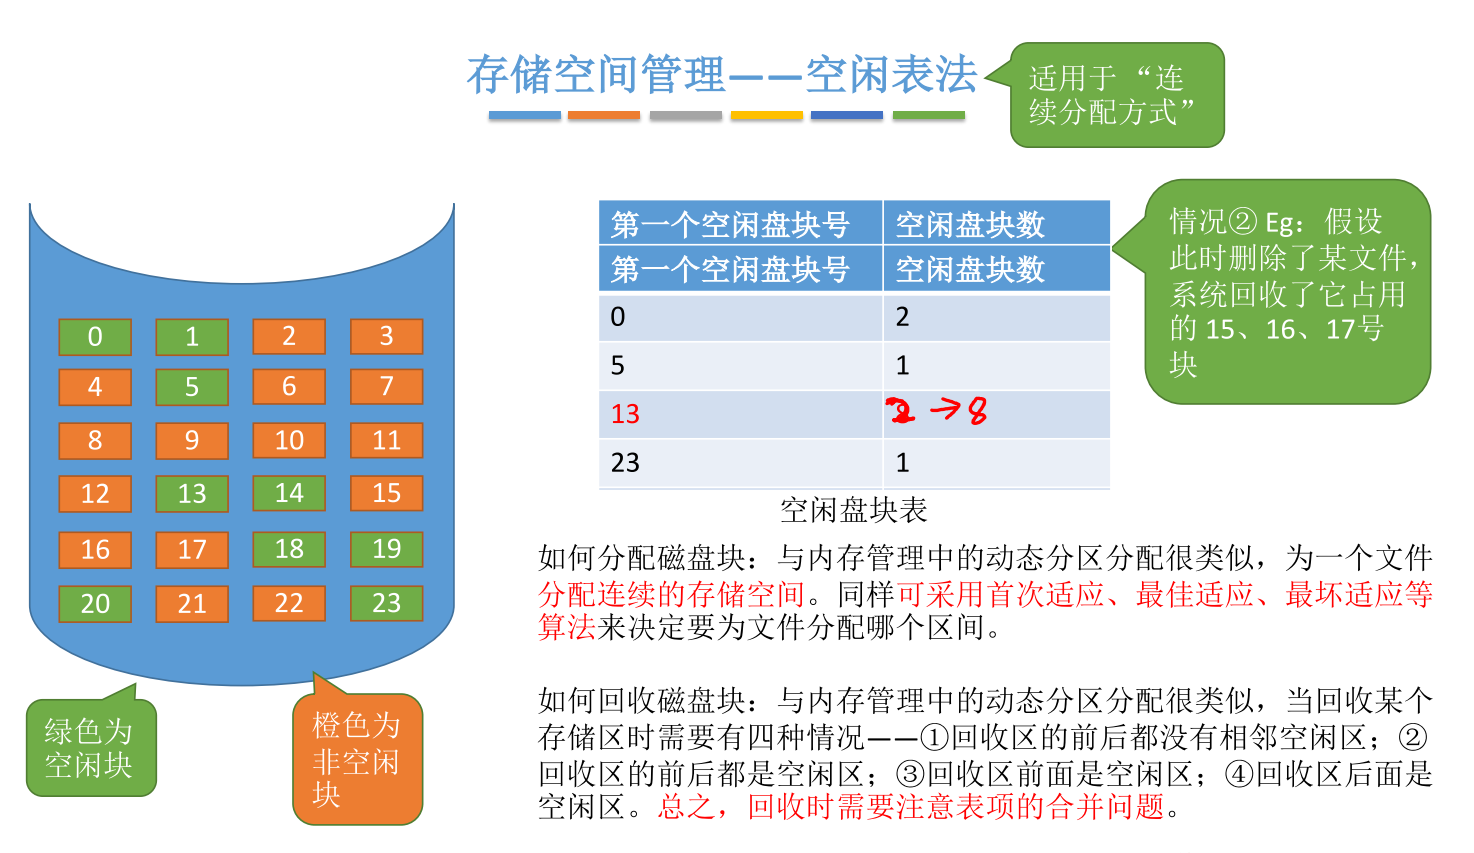 存储空间管理——空闲表法
适用于“连
续分配方式”
第一个空闲盘块号 空闲盘块数
第一个空闲盘块号 空闲盘块数
0 2
5 1
13 2→8
23 1
空闲盘块表
情况② Eg：假设
此时删除了某文件，
系统回收了它占用
的 15、16、17号
块
0 1 2 3
4 5 6 7
8 9 10 11
12 13 14 15
16 17 18 19
20 21 22 23
绿色为
空闲块
橙色为
非空闲
块
如何分配磁盘块：与内存管理中的动态分区分配很类似，为一个文件
分配连续的存储空间。同样可采用首次适应、最佳适应、最坏适应等
算法来决定要为文件分配哪个区间。
如何回收磁盘块：与内存管理中的动态分区分配很类似，当回收某个
存储区时需要有四种情况——①回收区的前后都没有相邻空闲区；②
回收区的前后都是空闲区；③回收区前面是空闲区；④回收区后面是
空闲区。总之，回收时需要注意表项的合并问题。